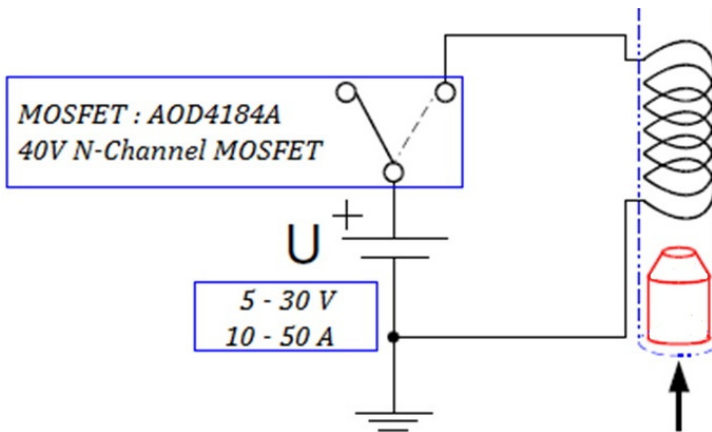 MOSFET : AOD4184A
40V N-Channel MOSFET
+
U
5 - 30 V
10 - 50 A